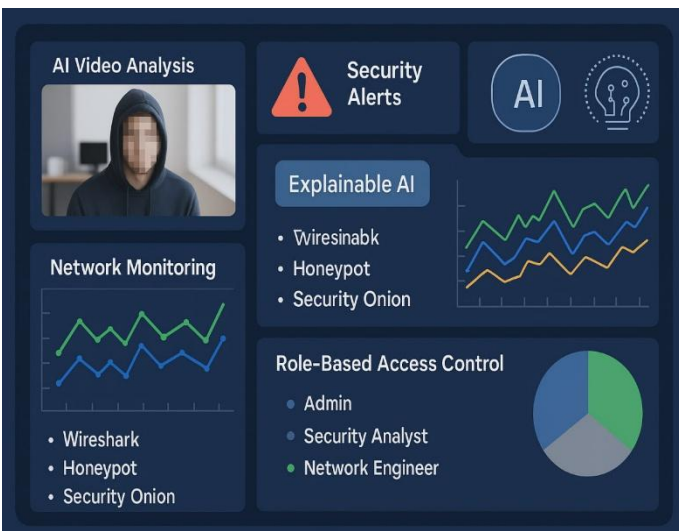 AI Video Analysis
Security
Alerts
AI
Explainable AI
• Wiresinabk
• Honeypot
• Security Onion
Network Monitoring
• Wireshark
• Honeypot
• Security Onion
Role-Based Access Control
• Admin
• Security Analyst
• Network Engineer